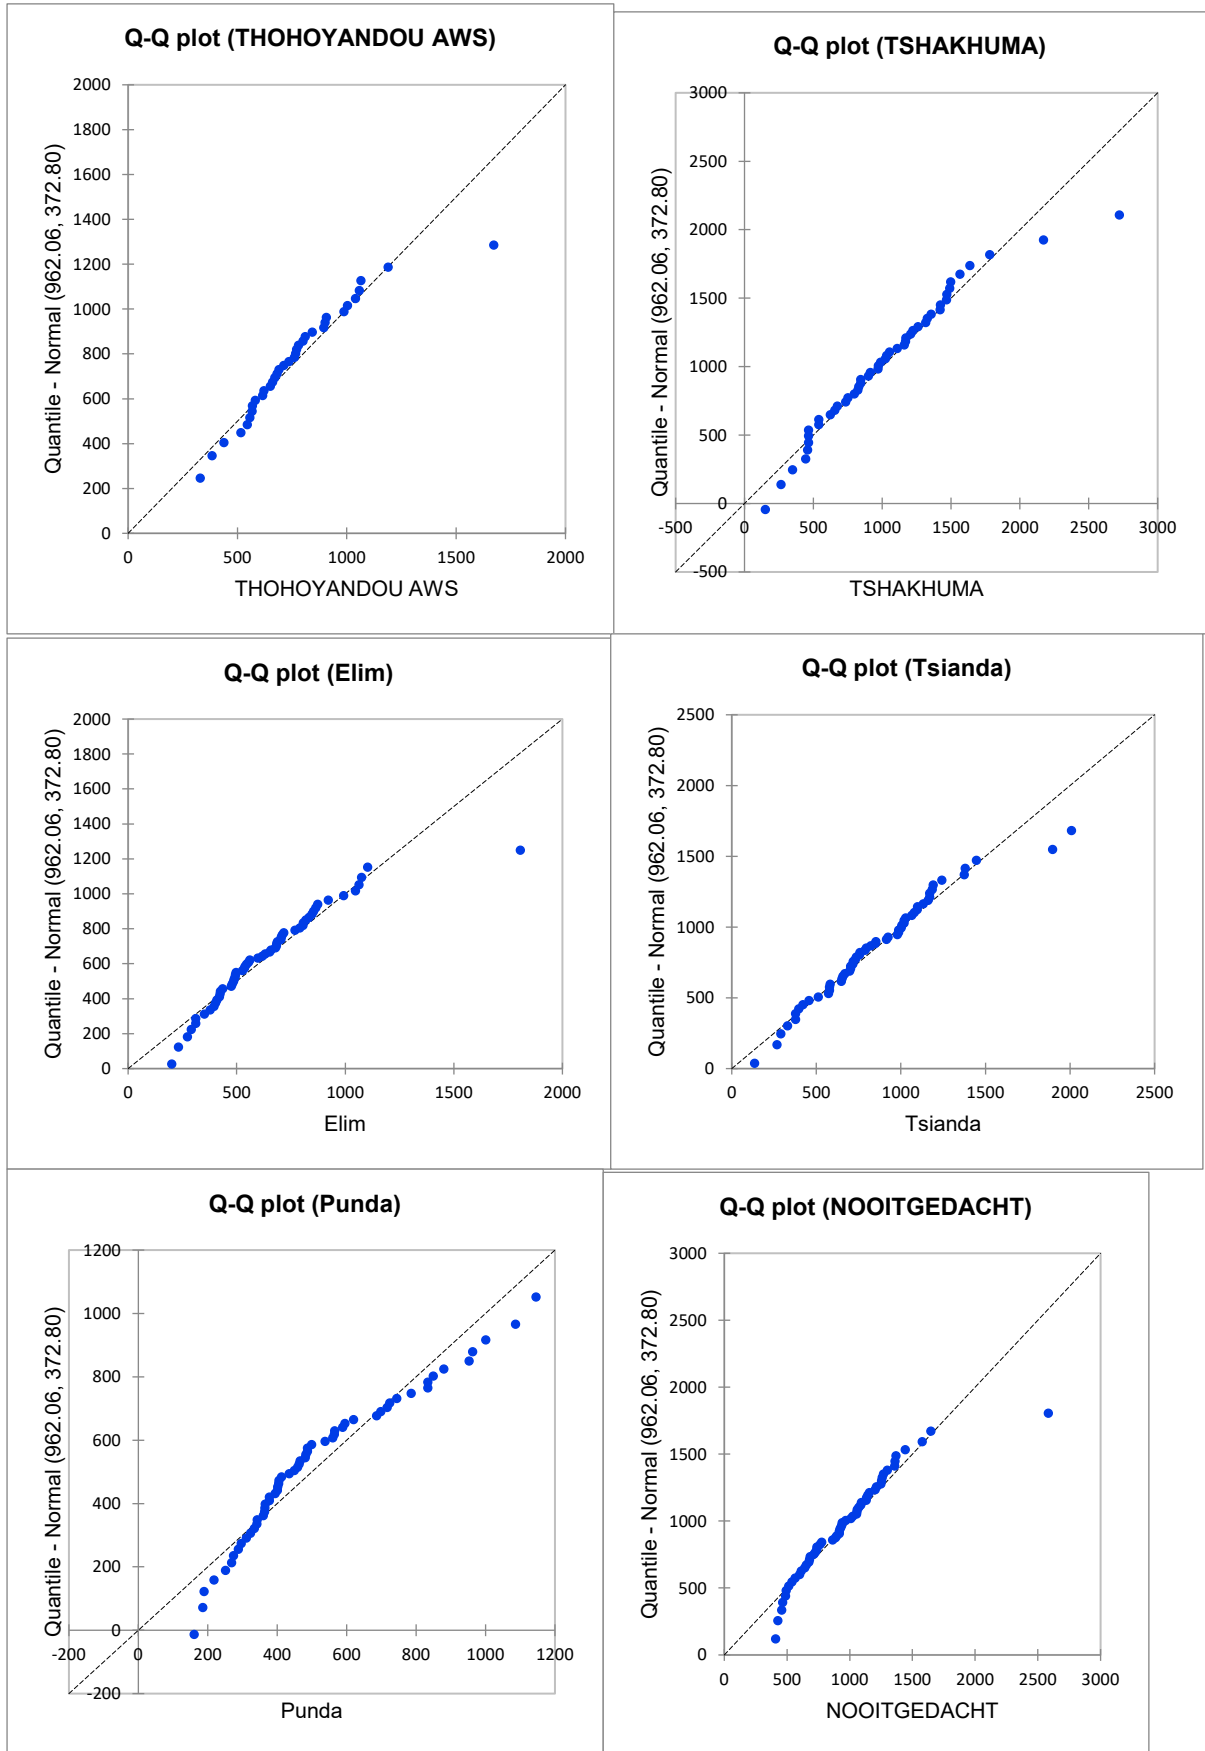 Q-Q plot (THOHOYANDOU AWS)
Quantile - Normal (962.06, 372.80)
2000
1800
1600
1400
1200
1000
800
600
400
200
0
0 500 1000 1500 2000
THOHOYANDOU AWS
Q-Q plot (TSHAKHUMA)
Quantile - Normal (962.06, 372.80)
3000
2500
2000
1500
1000
500
0
-500
-500 0 500 1000 1500 2000 2500 3000
TSHAKHUMA
Q-Q plot (Elim)
Quantile - Normal (962.06, 372.80)
2000
1800
1600
1400
1200
1000
800
600
400
200
0
0 500 1000 1500 2000
Elim
Q-Q plot (Tsianda)
Quantile - Normal (962.06, 372.80)
2500
2000
1500
1000
500
0
0 500 1000 1500 2000 2500
Tsianda
Q-Q plot (Punda)
Quantile - Normal (962.06, 372.80)
1200
1000
800
600
400
200
0
-200
-200 0 200 400 600 800 1000 1200
Punda
Q-Q plot (NOOITGEDACHT)
Quantile - Normal (962.06, 372.80)
3000
2500
2000
1500
1000
500
0
0 500 1000 1500 2000 2500 3000
NOOITGEDACHT